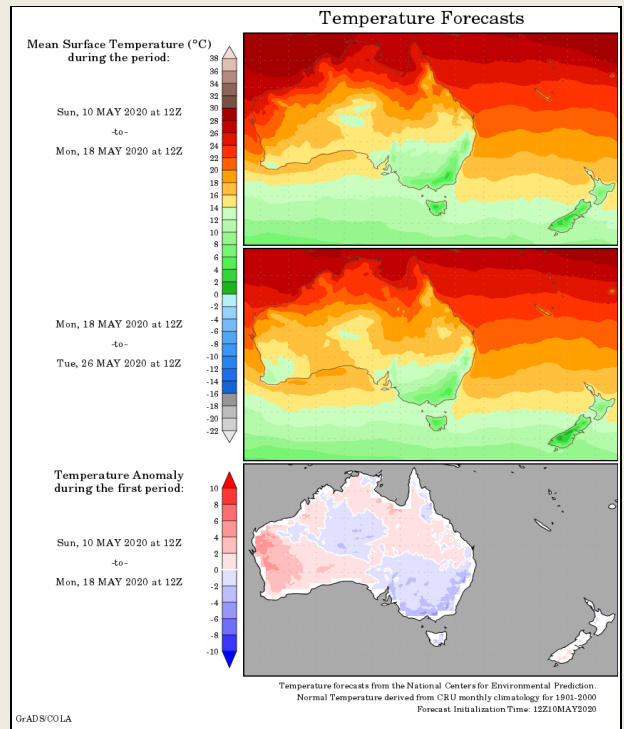 Temperature Forecasts
Mean Surface Temperature (°C)
during the period:
38
36
34
32
30
28
26
24
22
20
18
16
14
12
10
8
6
4
2
0
-2
-4
-6
-8
-10
-12
-14
-16
-17
-18
-20
-22
Sun, 10 MAY 2020 at 12Z
-to-
Mon, 18 MAY 2020 at 12Z
Mon, 18 MAY 2020 at 12Z
-to-
Tue, 26 MAY 2020 at 12Z
Temperature Anomaly
during the first period:
10
8
6
4
2
0
-2
-4
-6
-8
-10
Sun, 10 MAY 2020 at 12Z
-to-
Mon, 18 MAY 2020 at 12Z
Temperature forecasts from the National Centers for Environmental Prediction.
Normal Temperature derived from CRU monthly climatology for 1901-2000
Forecast Initialization Time: 12Z10MAY2020
GrADS/COLA